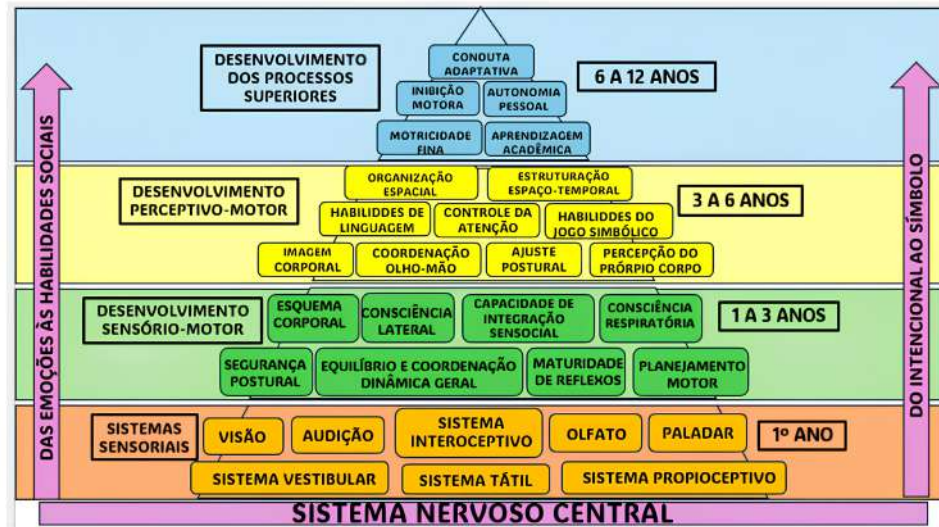 DESENVOLVIMENTO
DOS PROCESSOS
SUPERIORES
CONDUTA
ADAPTATIVA
6 A 12 ANOS
INIBIÇÃO
MOTORA
AUTONOMIA
PESSOAL
MOTRICIDADE
FINA
APRENDIZAGEM
ACADÊMICA
DESENVOLVIMENTO
PERCEPTIVO-MOTOR
ORGANIZAÇÃO
ESPACIAL
ESTRUTURAÇÃO
ESPAÇO-TEMPORAL
3 A 6 ANOS
HABILIDDES DE
LINGUAGEM
CONTROLE DA
ATENÇÃO
HABILIDDES DO
JOGO SIMBÓLICO
IMAGEM
CORPORAL
COORDENAÇÃO
OLHO-MÃO
AJUSTE
POSTURAL
PERCEPÇÃO DO
PRÓRPIO CORPO
DESENVOLVIMENTO
SENSÓRIO-MOTOR
ESQUEMA
CORPORAL
CONSCIÊNCIA
LATERAL
CAPACIDADE DE
INTEGRAÇÃO
SENSOCIAL
CONSCIÊNCIA
RESPIRATÓRIA
1 A 3 ANOS
SEGURANÇA
POSTURAL
EQUILÍBRIO E COORDENAÇÃO
DINÂMICA GERAL
MATURIDADE
DE REFLEXOS
PLANEJAMENTO
MOTOR
SISTEMAS
SENSORIAIS
VISÃO
AUDIÇÃO
SISTEMA
INTEROCEPTIVO
OLFATO
PALADAR
1º ANO
SISTEMA VESTIBULAR
SISTEMA TÁTIL
SISTEMA PROPIOCEPTIVO
DAS EMOÇÕES ÀS HABILIDADES SOCIAIS
DO INTENCIONAL AO SÍMBOLO
SISTEMA NERVOSO CENTRAL